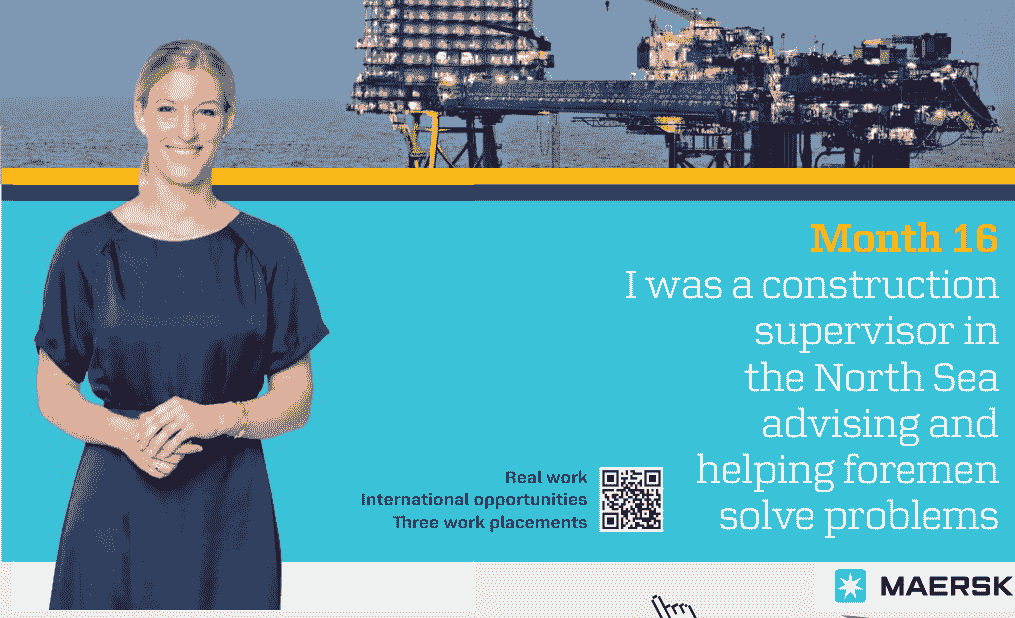 Month 16
I was a construction
supervisor in
the North Sea
advising and
helping foremen
solve problems
Real work
International opportunities
Three work placements
MAERSK